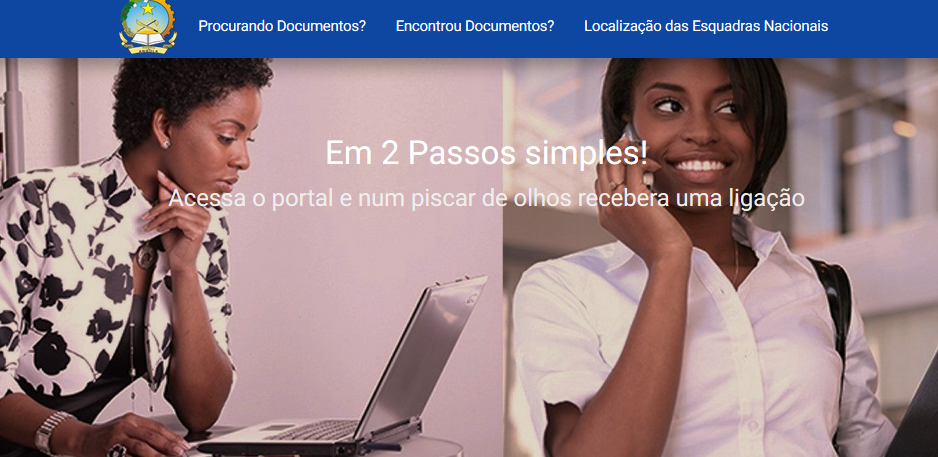 Procurando Documentos?
Encontrou Documentos?
Localização das Esquadras Nacionais
Em 2 Passos simples!
Acessa o portal e num piscar de olhos recebera uma ligação